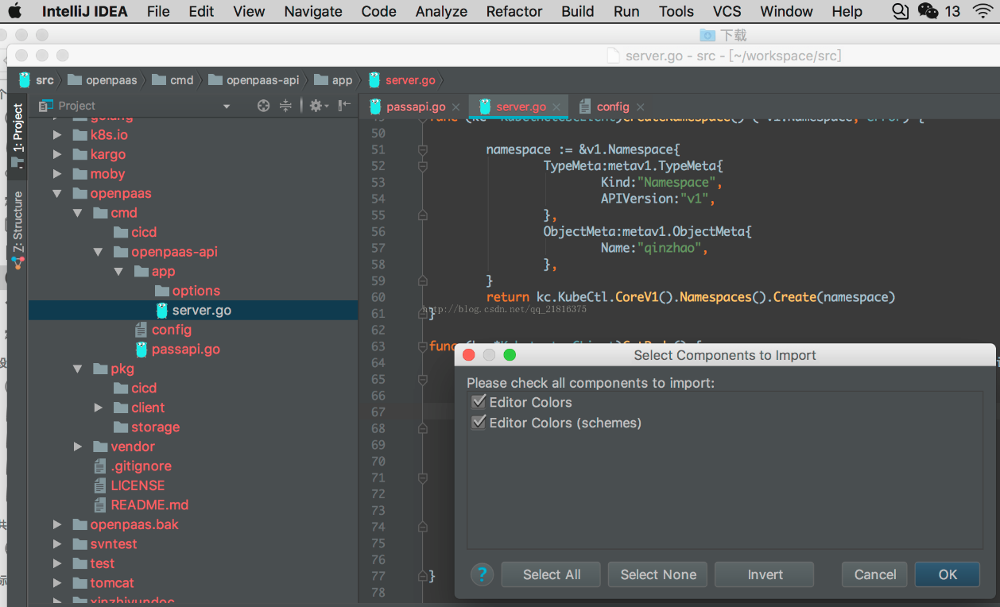 IntelliJ IDEA File Edit View Navigate Code Analyze Refactor Build Run Tools VCS Window Help 13
下载
server.go - src - [~/workspace/src]
src openpaas cmd openpaas-api app server.go
Project
passapi.go server.go config
1: Project
Z: Structure
golang
k8s.io
kargo
moby
openpaas
cmd
cicd
openpaas-api
app
options
server.go
config
passapi.go
pkg
cicd
client
storage
vendor
.gitignore
LICENSE
README.md
openpaas.bak
svntest
test
tomcat
xinzhiyundoc
50
51 namespace := &v1.Namespace{
52 TypeMeta:metav1.TypeMeta{
53 Kind:"Namespace",
54 APIVersion:"v1",
55 },
56 ObjectMeta:metav1.ObjectMeta{
57 Name:"qinzhao",
58 },
59 }
60 return kc.KubeCtl.CoreV1().Namespaces().Create(namespace)
http://blog.csdn.net/qq_21816375
61 }
62
63 func
64
65
66
67
68
69
70
71
72
73
74
75
76
77 }
78
Select Components to Import
Please check all components to import:
Editor Colors
Editor Colors (schemes)
? Select All Select None Invert Cancel OK